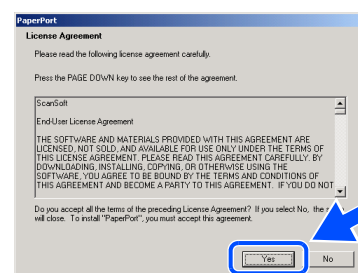 PaperPort
License Agreement
Please read the following license agreement carefully.
Press the PAGE DOWN key to see the rest of the agreement.
ScanSoft
End-User License Agreement
THE SOFTWARE AND MATERIALS PROVIDED WITH THIS AGREEMENT ARE
LICENSED, NOT SOLD, AND AVAILABLE FOR USE ONLY UNDER THE TERMS OF
THIS LICENSE AGREEMENT. PLEASE READ THIS AGREEMENT CAREFULLY. BY
DOWNLOADING, INSTALLING, COPYING, OR OTHERWISE USING THE
SOFTWARE, YOU AGREE TO BE BOUND BY THE TERMS AND CONDITIONS OF
THIS AGREEMENT AND BECOME A PARTY TO THIS AGREEMENT. IF YOU DO NOT
Do you accept all the terms of the preceding License Agreement? If you select No, the
will close. To install "PaperPort", you must accept this agreement.
Yes No